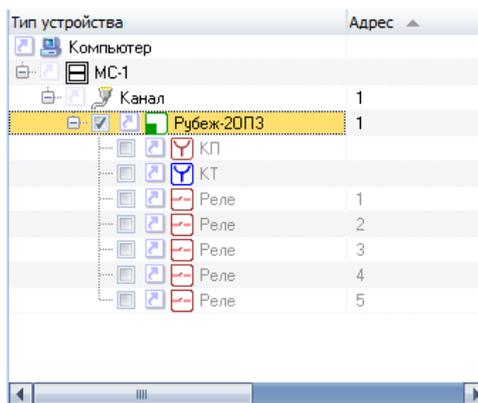 Тип устройства Адрес
Компьютер
МС-1
Канал 1
Рубеж-2ОП3 1
КП
КТ
Реле 1
Реле 2
Реле 3
Реле 4
Реле 5